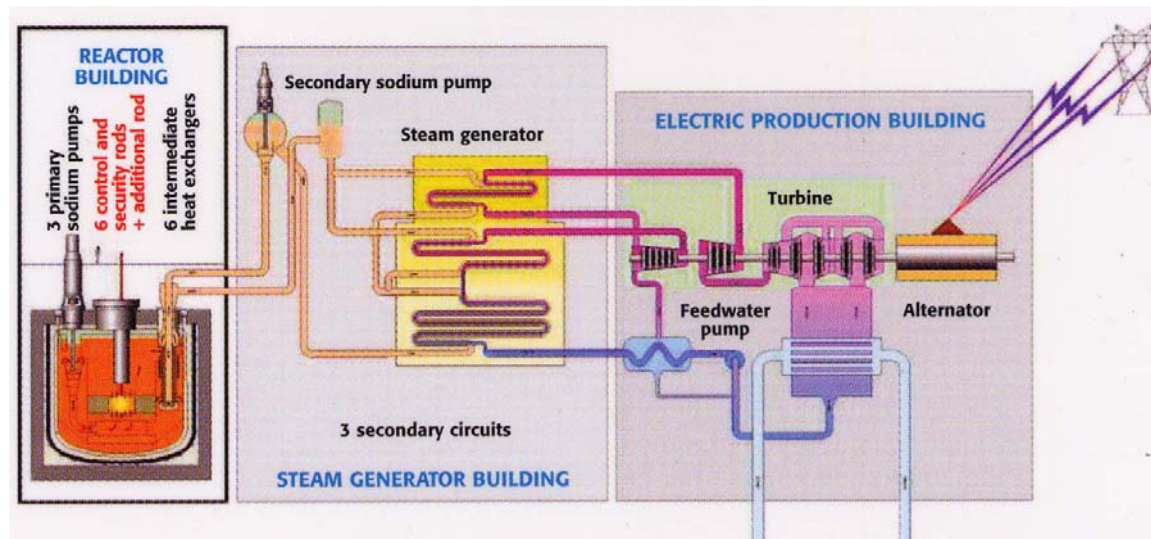 REACTOR
BUILDING
3 primary
sodium pumps
6 control and
security rods
+ additional rod
6 intermediate
heat exchangers
Secondary sodium pump
Steam generator
3 secondary circuits
STEAM GENERATOR BUILDING
ELECTRIC PRODUCTION BUILDING
Turbine
Feedwater
pump
Alternator